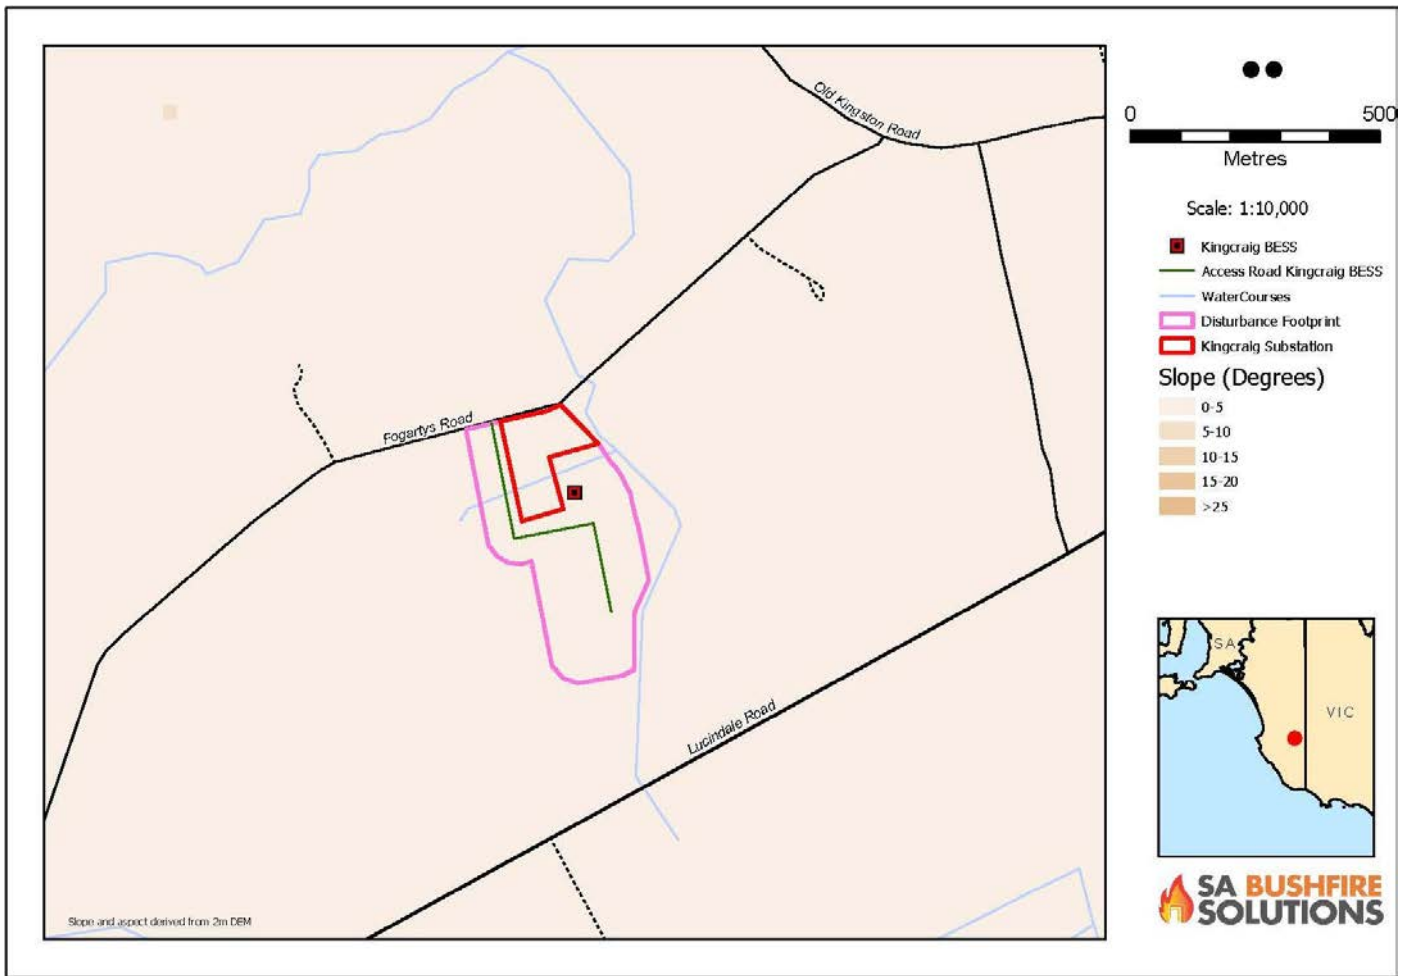 Old Kingston Road
Fogartys Road
Lucindale Road
Slope and aspect derived from 2m DEM
0 500
Metres
Scale: 1:10,000
Kingcraig BESS
Access Road Kingcraig BESS
WaterCourses
Disturbance Footprint
Kingcraig Substation
Slope (Degrees)
0-5
5-10
10-15
15-20
>25
SA
VIC
SA BUSHFIRE
SOLUTIONS